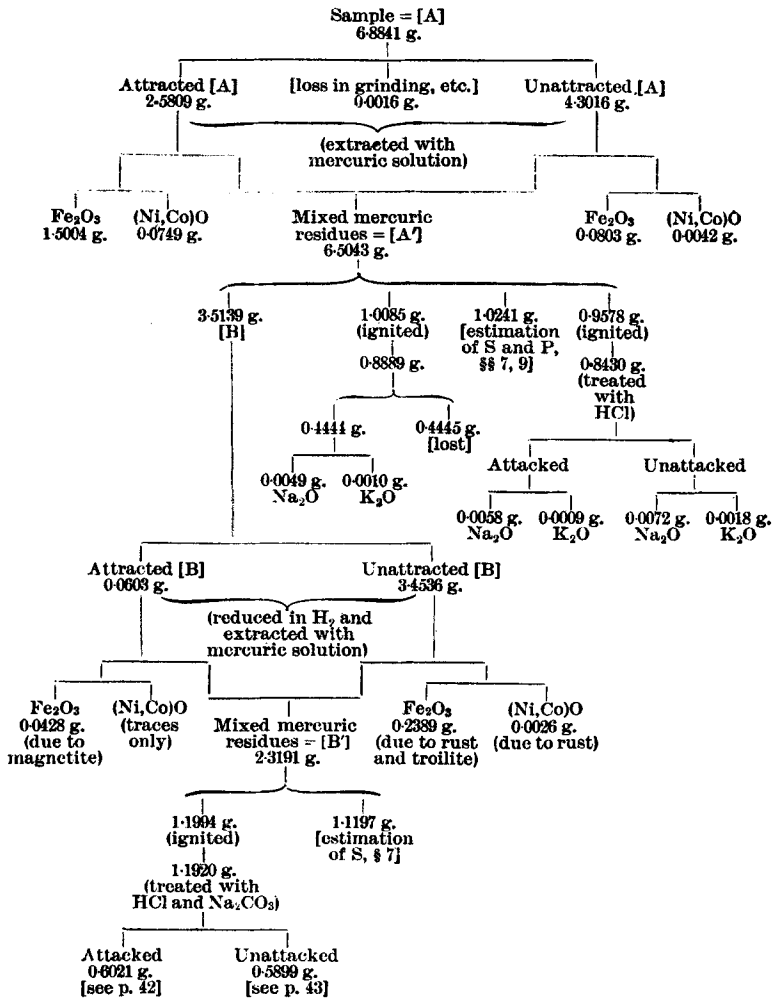 Sample = [A]
6·8841 g.
Attracted [A] [loss in grinding, etc.] Unattracted [A]
2·5809 g. 0·0016 g. 4·3016 g.
(extracted with
mercuric solution)
Fe₂O₃ (Ni,Co)O Mixed mercuric Fe₂O₃ (Ni,Co)O
1·5004 g. 0·0749 g. residues = [A′] 0·0803 g. 0·0042 g.
6·5043 g.
3·5139 g. 1·0085 g. 1·0241 g. 0·9578 g.
[B] (ignited) [estimation (ignited)
of S and P,
0·8889 g. §§ 7, 9] 0·8430 g.
(treated
with
HCl)
0·4444 g. 0·4445 g.
[lost]
Attacked Unattacked
0·0049 g. 0·0010 g.
Na₂O K₂O
0·0058 g. 0·0009 g. 0·0072 g. 0·0018 g.
Na₂O K₂O Na₂O K₂O
Attracted [B] Unattracted [B]
0·0603 g. 3·4536 g.
(reduced in H₂ and
extracted with
mercuric solution)
Fe₂O₃ (Ni,Co)O Mixed mercuric Fe₂O₃ (Ni,Co)O
0·0428 g. (traces residues = [B′] 0·2389 g. 0·0026 g.
(due to only) 2·3191 g. (due to rust (due to rust)
magnetite) and troilite)
1·1994 g. 1·1197 g.
(ignited) [estimation
of S, § 7]
1·1920 g.
(treated with
HCl and Na₂CO₃)
Attacked Unattacked
0·6021 g. 0·5899 g.
[see p. 42] [see p. 43]